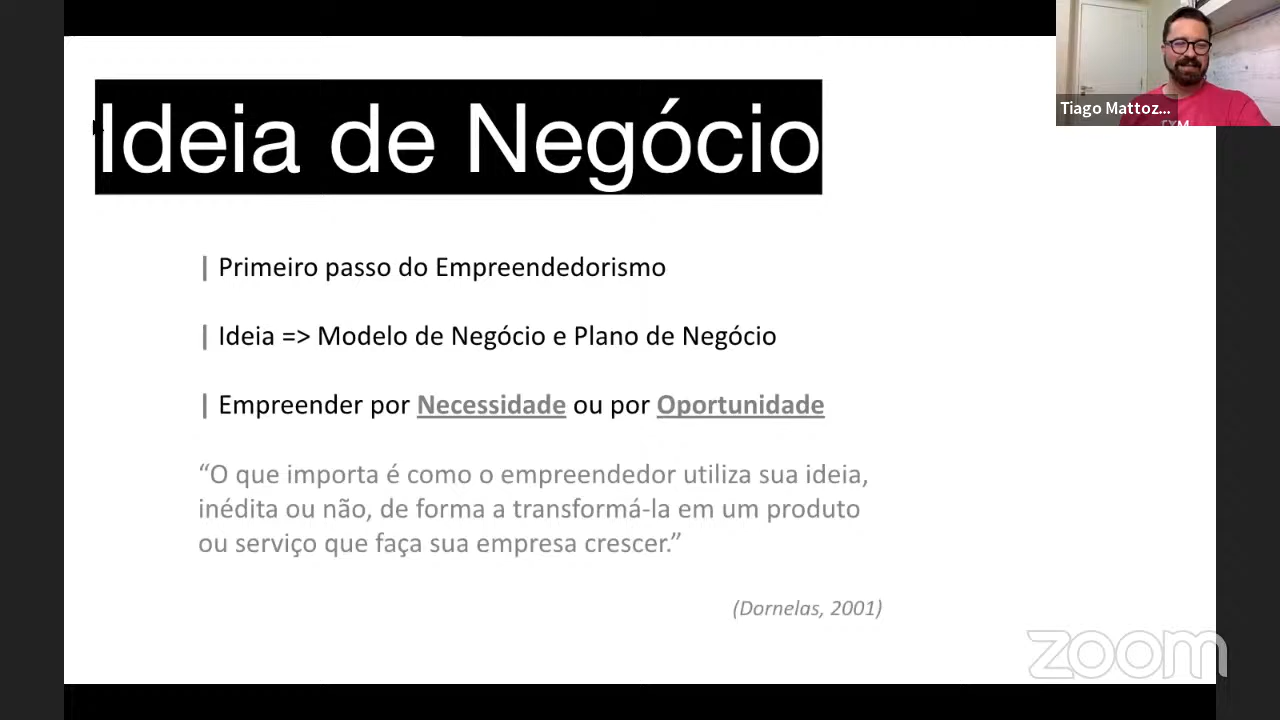 Ideia de Negócio
Tiago Mattoz...
| Primeiro passo do Empreendedorismo
| Ideia => Modelo de Negócio e Plano de Negócio
| Empreender por Necessidade ou por Oportunidade
“O que importa é como o empreendedor utiliza sua ideia,
inédita ou não, de forma a transformá-la em um produto
ou serviço que faça sua empresa crescer.”
(Dornelas, 2001)
zoom